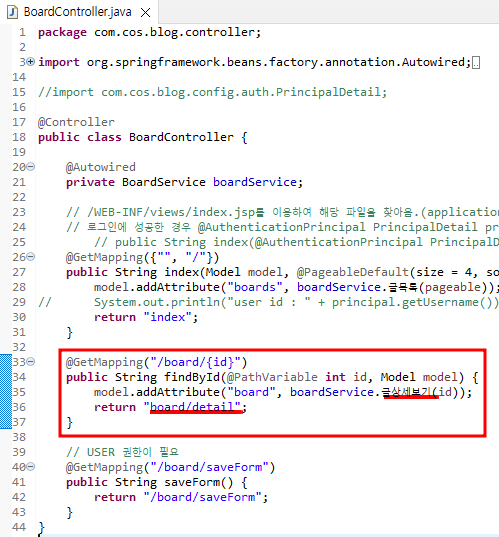 BoardController.java
1 package com.cos.blog.controller;
2
3 import org.springframework.beans.factory.annotation.Autowired;
14
15 //import com.cos.blog.config.auth.PrincipalDetail;
16
17 @Controller
18 public class BoardController {
19
20 @Autowired
21 private BoardService boardService;
22
23 // /WEB-INF/views/index.jsp를 이용하여 해당 파일을 찾아옴.(applicatio
24 // 로그인에 성공한 경우 @AuthenticationPrincipal PrincipalDetail pr
25 // public String index(@AuthenticationPrincipal PrincipalD
26 @GetMapping({"", "/"})
27 public String index(Model model, @PageableDefault(size = 4, so
28 model.addAttribute("boards", boardService.글목록(pageable));
29 // System.out.println("user id : " + principal.getUsername())
30 return "index";
31 }
32
33 @GetMapping("/board/{id}")
34 public String findById(@PathVariable int id, Model model) {
35 model.addAttribute("board", boardService.글상세보기(id));
36 return "board/detail";
37 }
38
39 // USER 권한이 필요
40 @GetMapping("/board/saveForm")
41 public String saveForm() {
42 return "/board/saveForm";
43 }
44 }